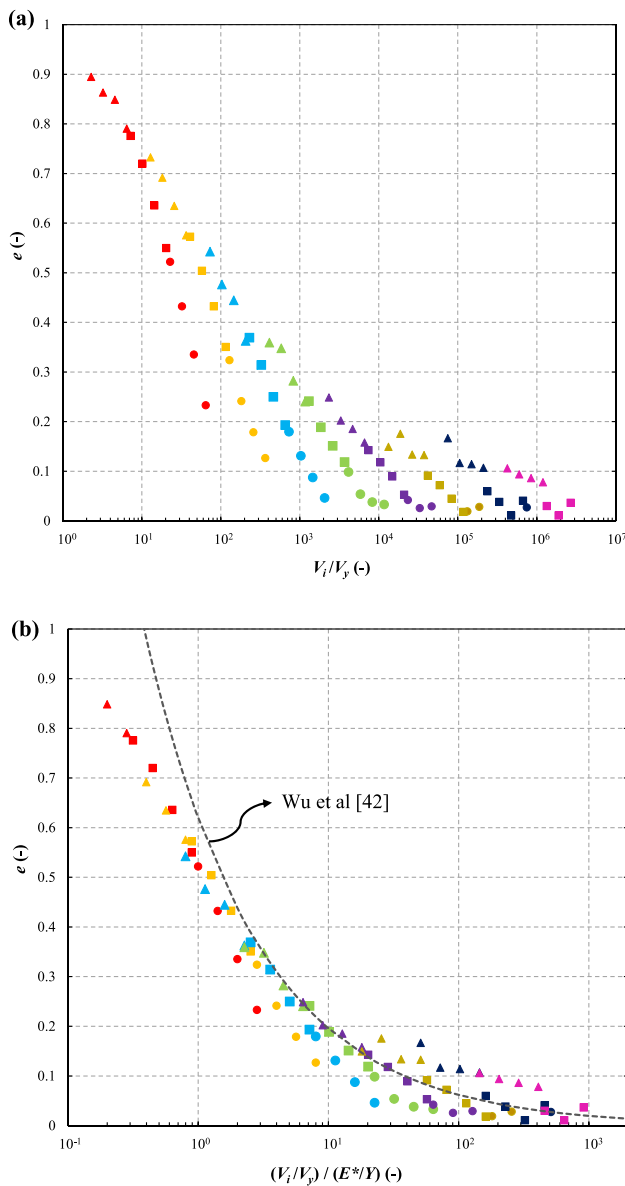 (a)
1
0.9
0.8
0.7
0.6
0.5
0.4
0.3
0.2
0.1
0
e (-)
10⁰ 10¹ 10² 10³ 10⁴ 10⁵ 10⁶ 10⁷
Vᵢ/Vᵧ (-)
(b)
1
0.9
0.8
0.7
0.6
0.5
0.4
0.3
0.2
0.1
0
e (-)
Wu et al [42]
10⁻¹ 10⁰ 10¹ 10² 10³
(Vᵢ/Vᵧ) / (E*/Y) (-)